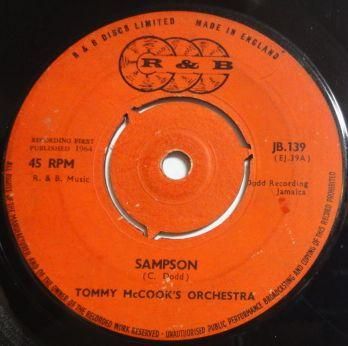 R & B DISCS LIMITED MADE IN ENGLAND
R & B
RECORDING FIRST
PUBLISHED 1964
45 RPM
R. & B. Music
JB.139
(EJ.39A)
Dodd Recording
Jamaica
SAMPSON
(C. Dodd)
TOMMY McCOOK'S ORCHESTRA
ALL RIGHTS OF THE MANUFACTURER AND OF THE OWNER OF THE RECORDED WORK RESERVED - UNAUTHORISED PUBLIC PERFORMANCE, BROADCASTING AND COPYING OF THIS RECORD PROHIBITED